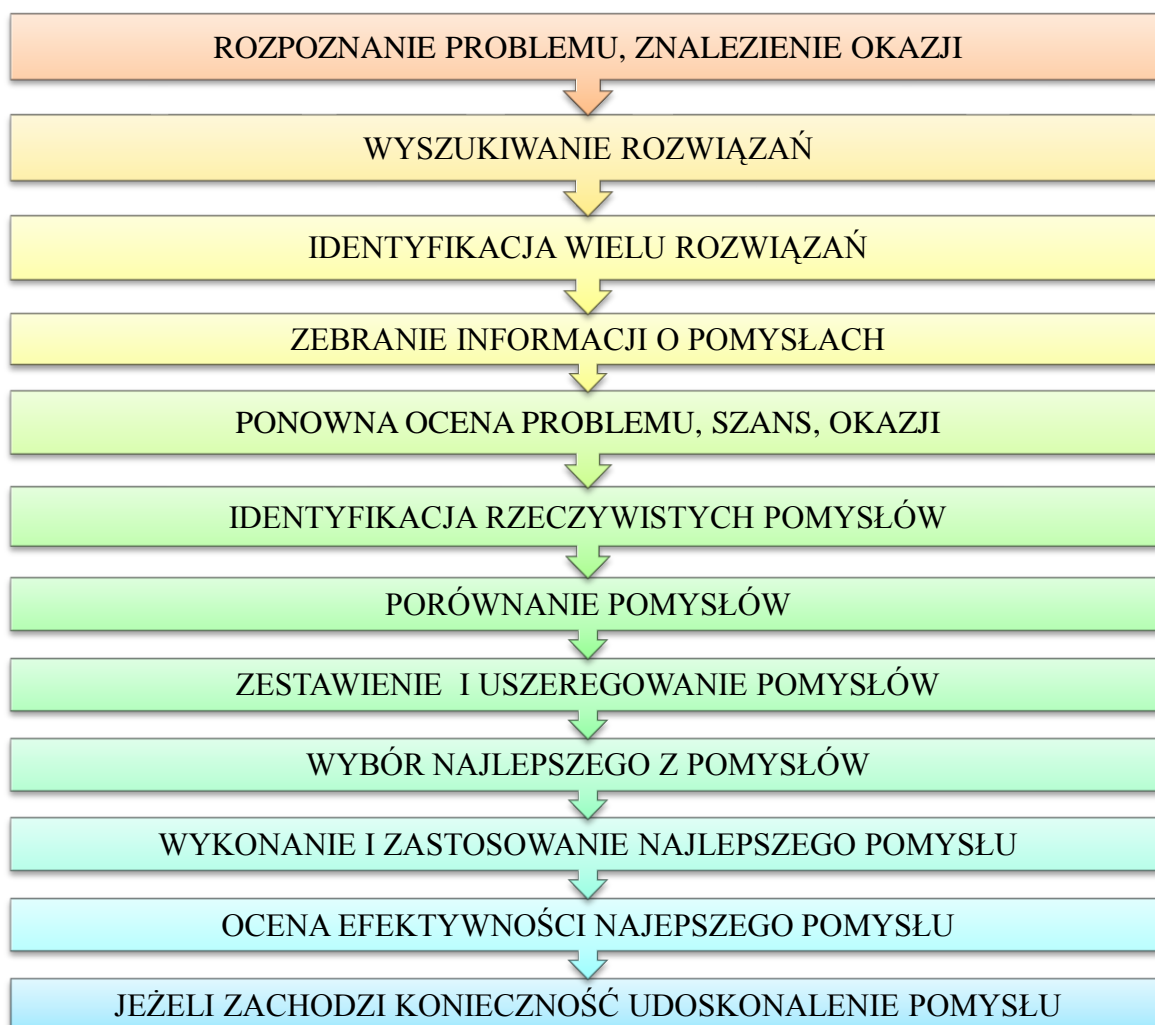 ROZPOZNANIE PROBLEMU, ZNALEZIENIE OKAZJI
WYSZUKIWANIE ROZWIĄZAŃ
IDENTYFIKACJA WIELU ROZWIĄZAŃ
ZEBRANIE INFORMACJI O POMYSŁACH
PONOWNA OCENA PROBLEMU, SZANS, OKAZJI
IDENTYFIKACJA RZECZYWISTYCH POMYSŁÓW
PORÓWNANIE POMYSŁÓW
ZESTAWIENIE I USZEREGOWANIE POMYSŁÓW
WYBÓR NAJLEPSZEGO Z POMYSŁÓW
WYKONANIE I ZASTOSOWANIE NAJLEPSZEGO POMYSŁU
OCENA EFEKTYWNOŚCI NAJEPSZEGO POMYSŁU
JEŻELI ZACHODZI KONIECZNOŚĆ UDOSKONALENIE POMYSŁU